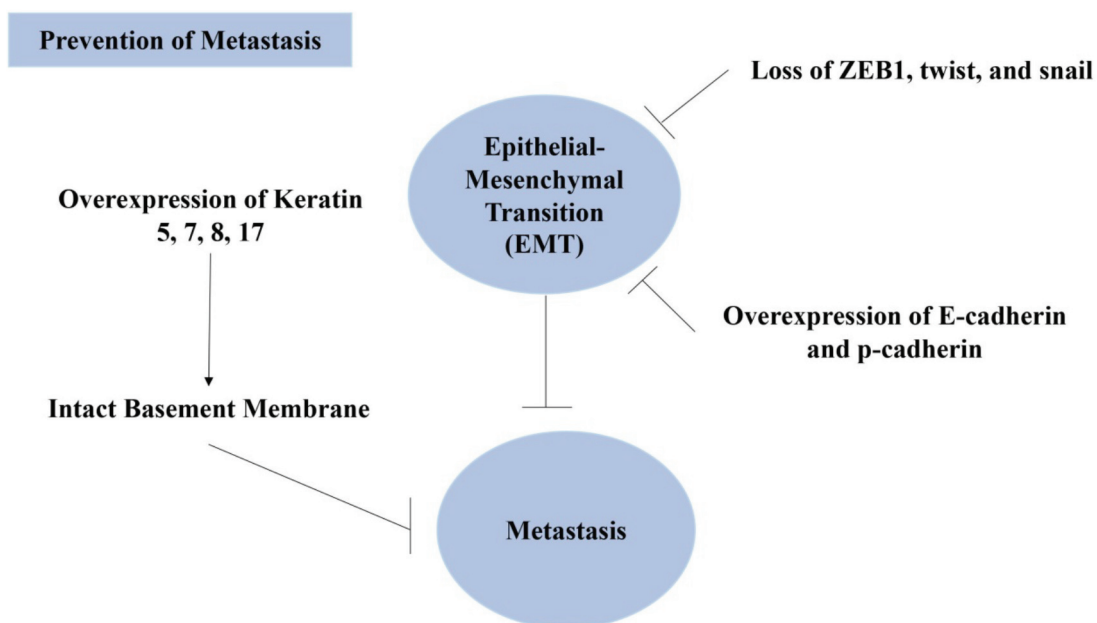 Prevention of Metastasis
Loss of ZEB1, twist, and snail
Epithelial-
Mesenchymal
Transition
(EMT)
Overexpression of Keratin
5, 7, 8, 17
Overexpression of E-cadherin
and p-cadherin
Intact Basement Membrane
Metastasis